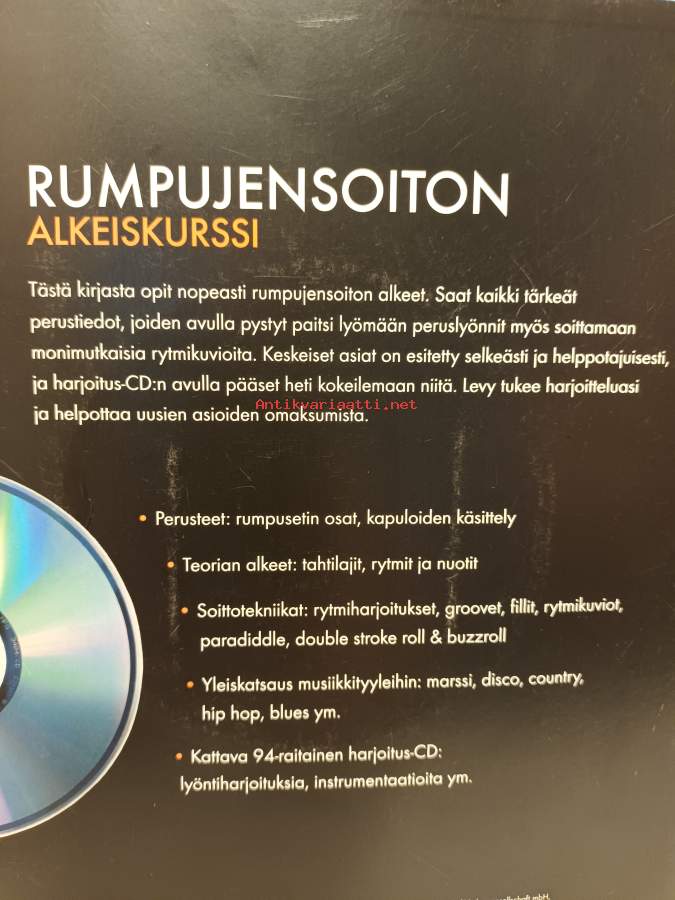 RUMPUJENSOITON
ALKEISKURSSI
Tästä kirjasta opit nopeasti rumpujensoiton alkeet. Saat kaikki tärkeät
perustiedot, joiden avulla pystyt paitsi lyömään peruslyönnit myös soittamaan
monimutkaisia rytmikuvioita. Keskeiset asiat on esitetty selkeästi ja helppotajuisesti,
ja harjoitus-CD:n avulla pääset heti kokeilemaan niitä. Levy tukee harjoitteluasi
Antikvariaatti.net
ja helpottaa uusien asioiden omaksumista.
• Perusteet: rumpusetin osat, kapuloiden käsittely
• Teorian alkeet: tahtilajit, rytmit ja nuotit
• Soittotekniikat: rytmiharjoitukset, groovet, fillit, rytmikuviot,
paradiddle, double stroke roll & buzzroll
• Yleiskatsaus musiikkityyleihin: marssi, disco, country,
hip hop, blues ym.
• Kattava 94-raitainen harjoitus-CD:
lyöntiharjoituksia, instrumentaatioita ym.
mbH,